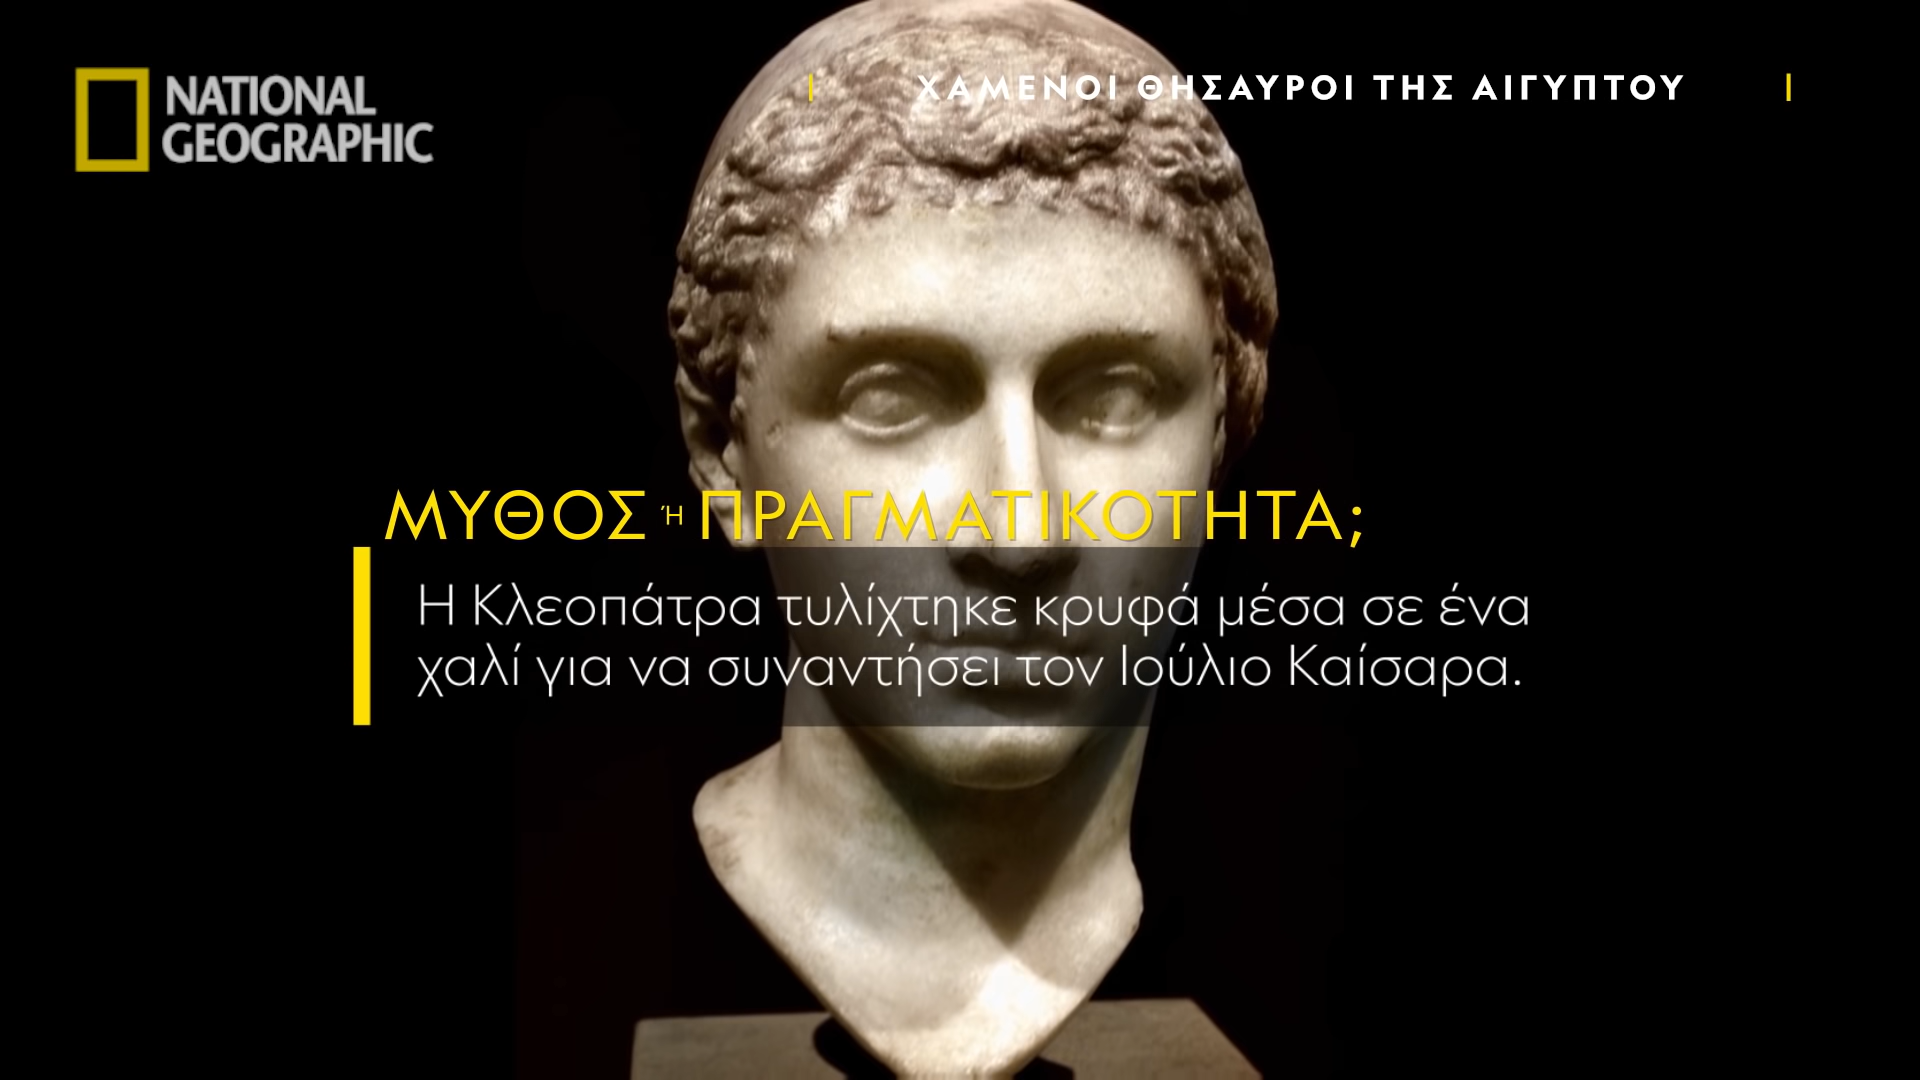 NATIONAL
GEOGRAPHIC
ΧΑΜΕΝΟΙ ΘΗΣΑΥΡΟΙ ΤΗΣ ΑΙΓΥΠΤΟΥ
ΜΥΘΟΣ Ή ΠΡΑΓΜΑΤΙΚΟΤΗΤΑ;
Η Κλεοπάτρα τυλίχτηκε κρυφά μέσα σε ένα
χαλί για να συναντήσει τον Ιούλιο Καίσαρα.